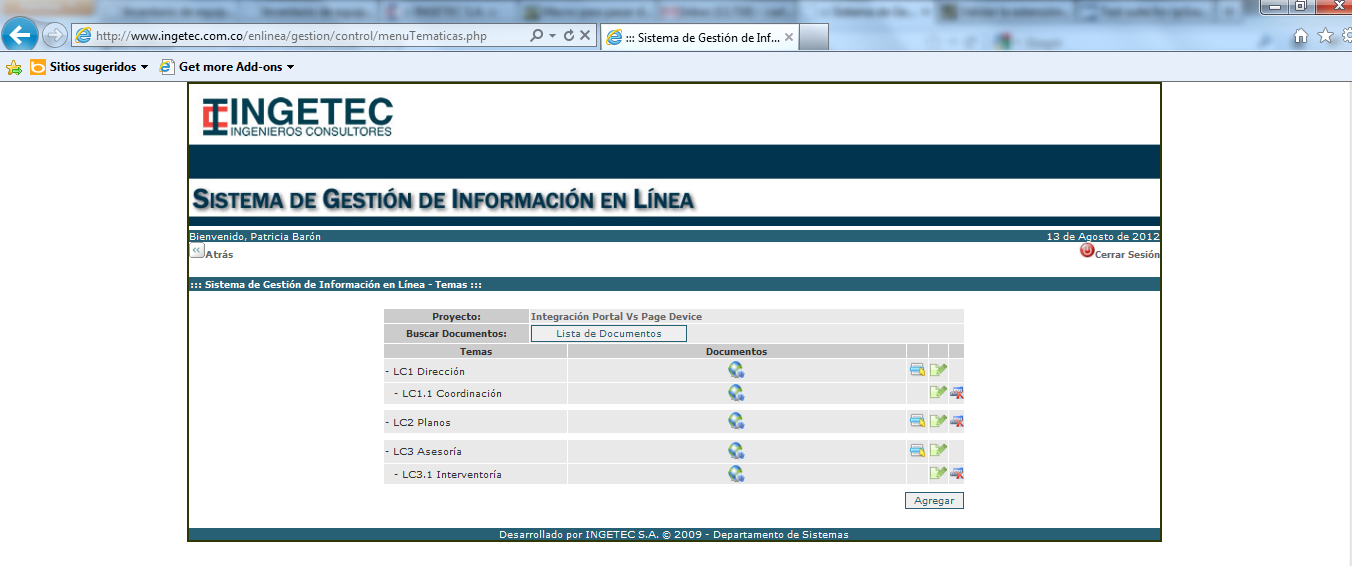 http://www.ingetec.com.co/enlinea/gestion/control/menuTematicas.php
::: Sistema de Gestión de Inf...
Sitios sugeridos
Get more Add-ons
INGETEC
INGENIEROS CONSULTORES
SISTEMA DE GESTIÓN DE INFORMACIÓN EN LÍNEA
Bienvenido, Patricia Barón 13 de Agosto de 2012
Atrás Cerrar Sesión
::: Sistema de Gestión de Información en Línea - Temas :::
Proyecto: Integración Portal Vs Page Device
Buscar Documentos: Lista de Documentos
Temas Documentos
- LC1 Dirección
- LC1.1 Coordinación
- LC2 Planos
- LC3 Asesoría
- LC3.1 Interventoría
Agregar
Desarrollado por INGETEC S.A. © 2009 - Departamento de Sistemas